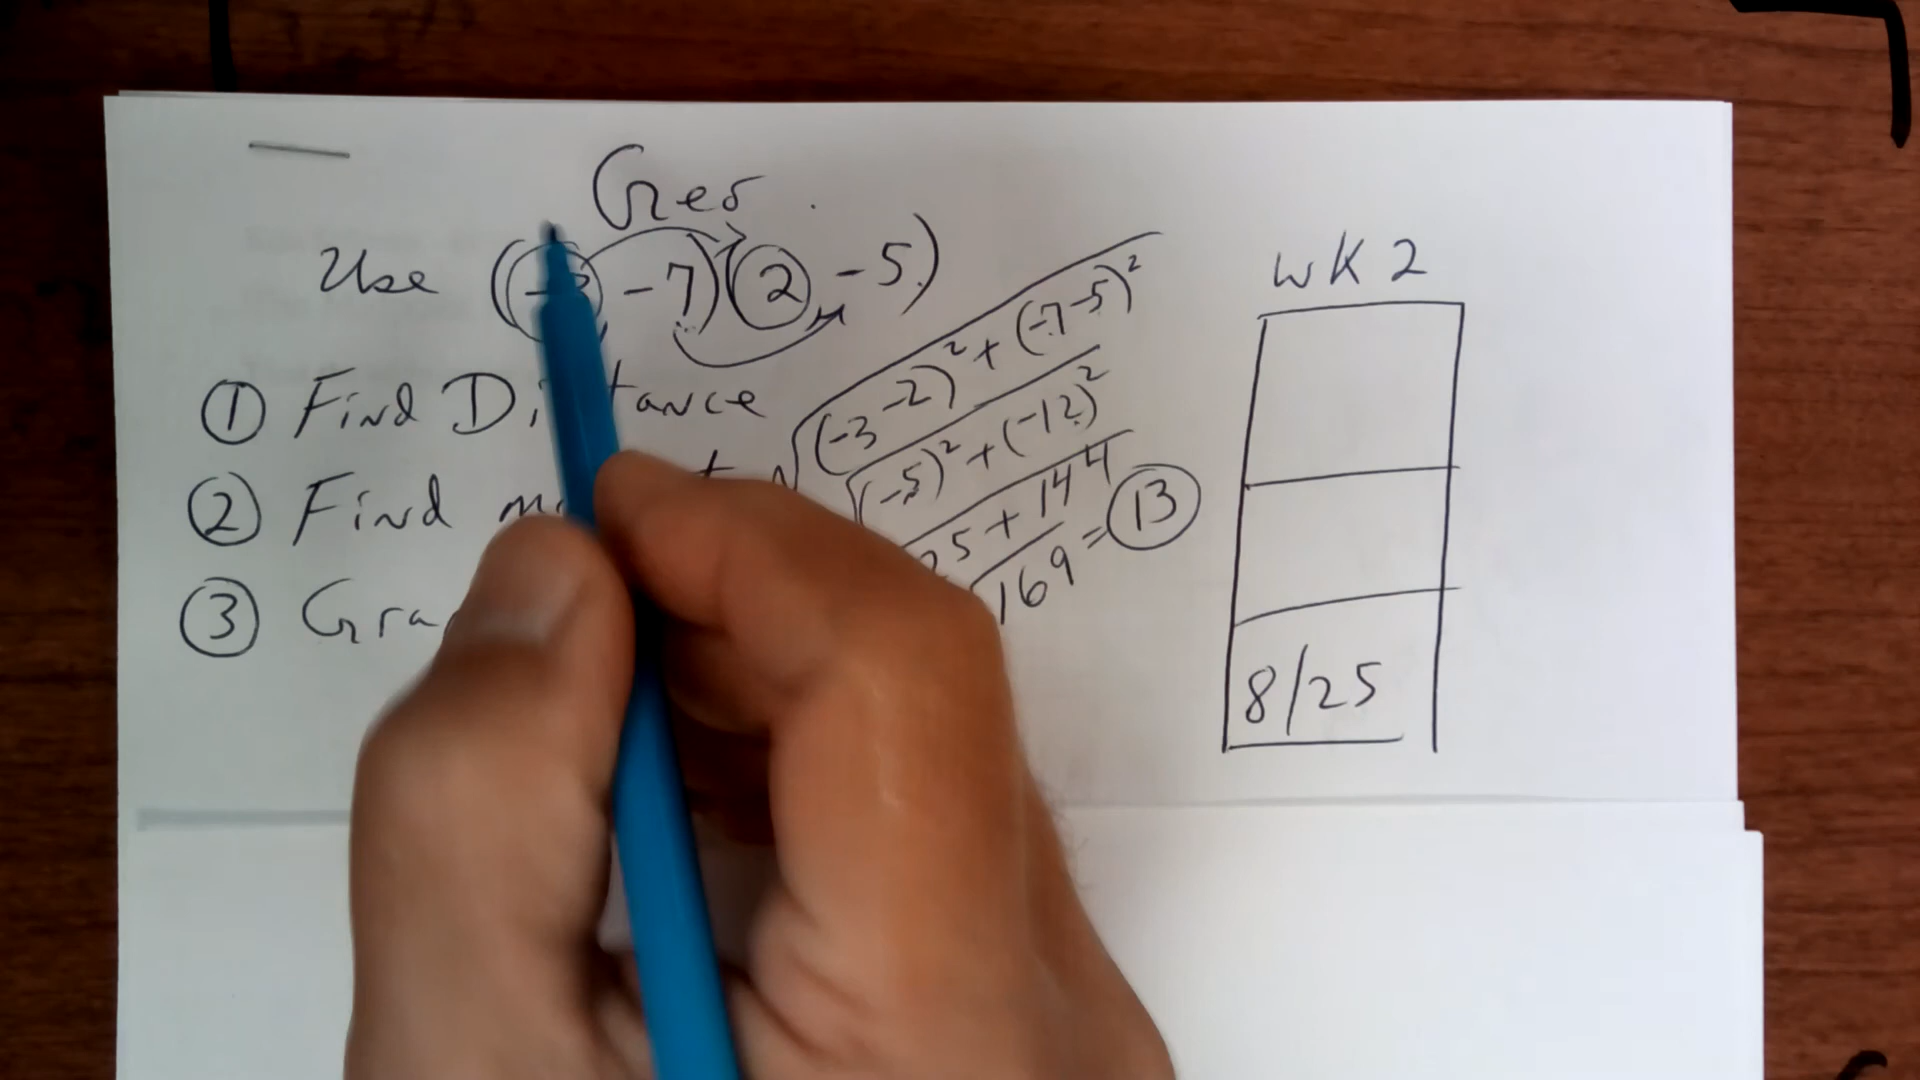 Geo.
Use (-3 -7)(2 -5)
① Find Distance
② Find
③ Gra
√(-3-2)² + (-7-5)²
√(-5)² + (-12)²
25 + 144
√169 = 13
WK 2
8/25